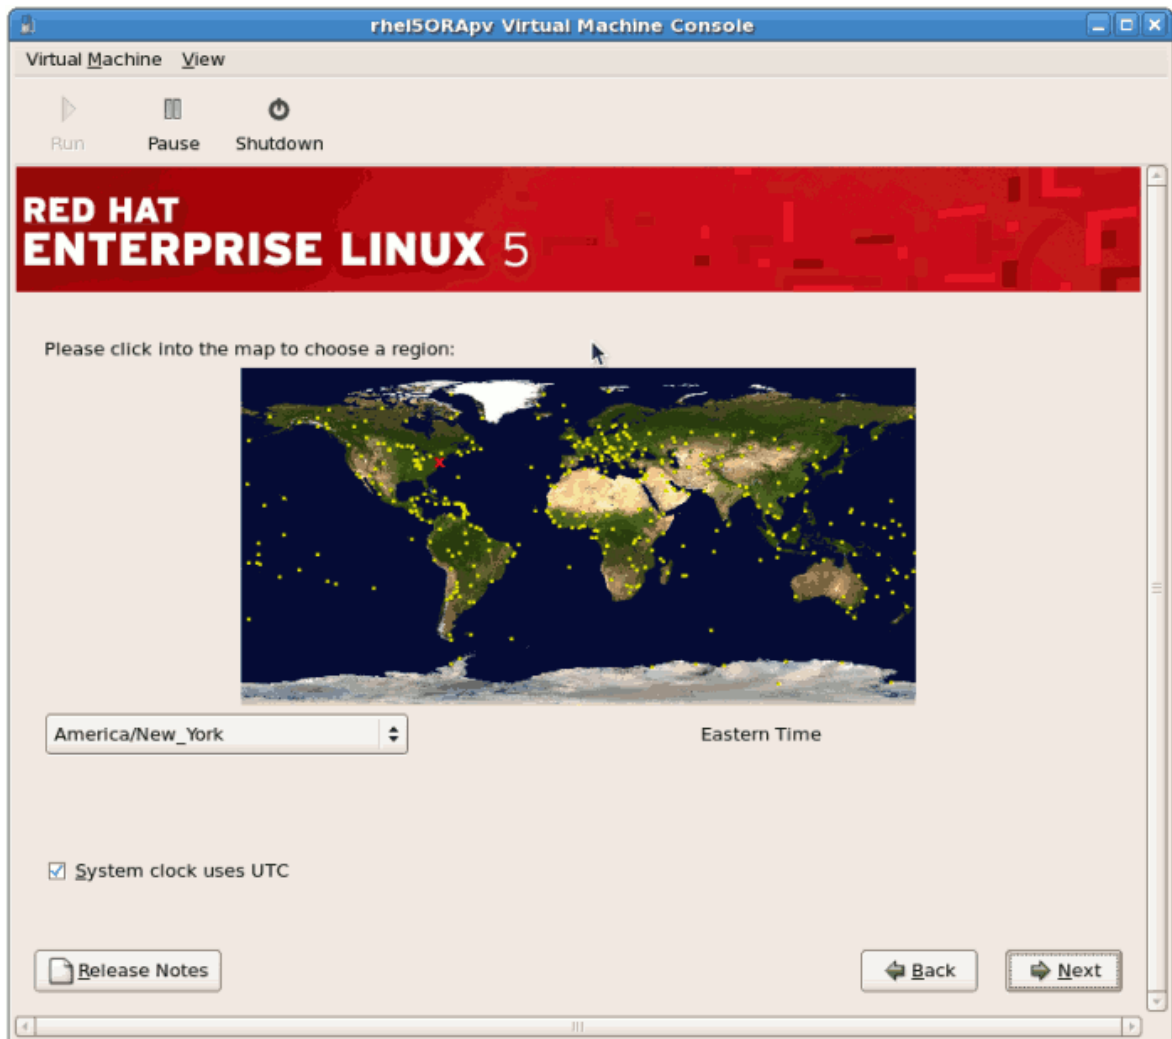 rhel5ORApv Virtual Machine Console
Virtual Machine View
Run Pause Shutdown
RED HAT
ENTERPRISE LINUX 5
Please click into the map to choose a region:
America/New_York Eastern Time
System clock uses UTC
Release Notes Back Next